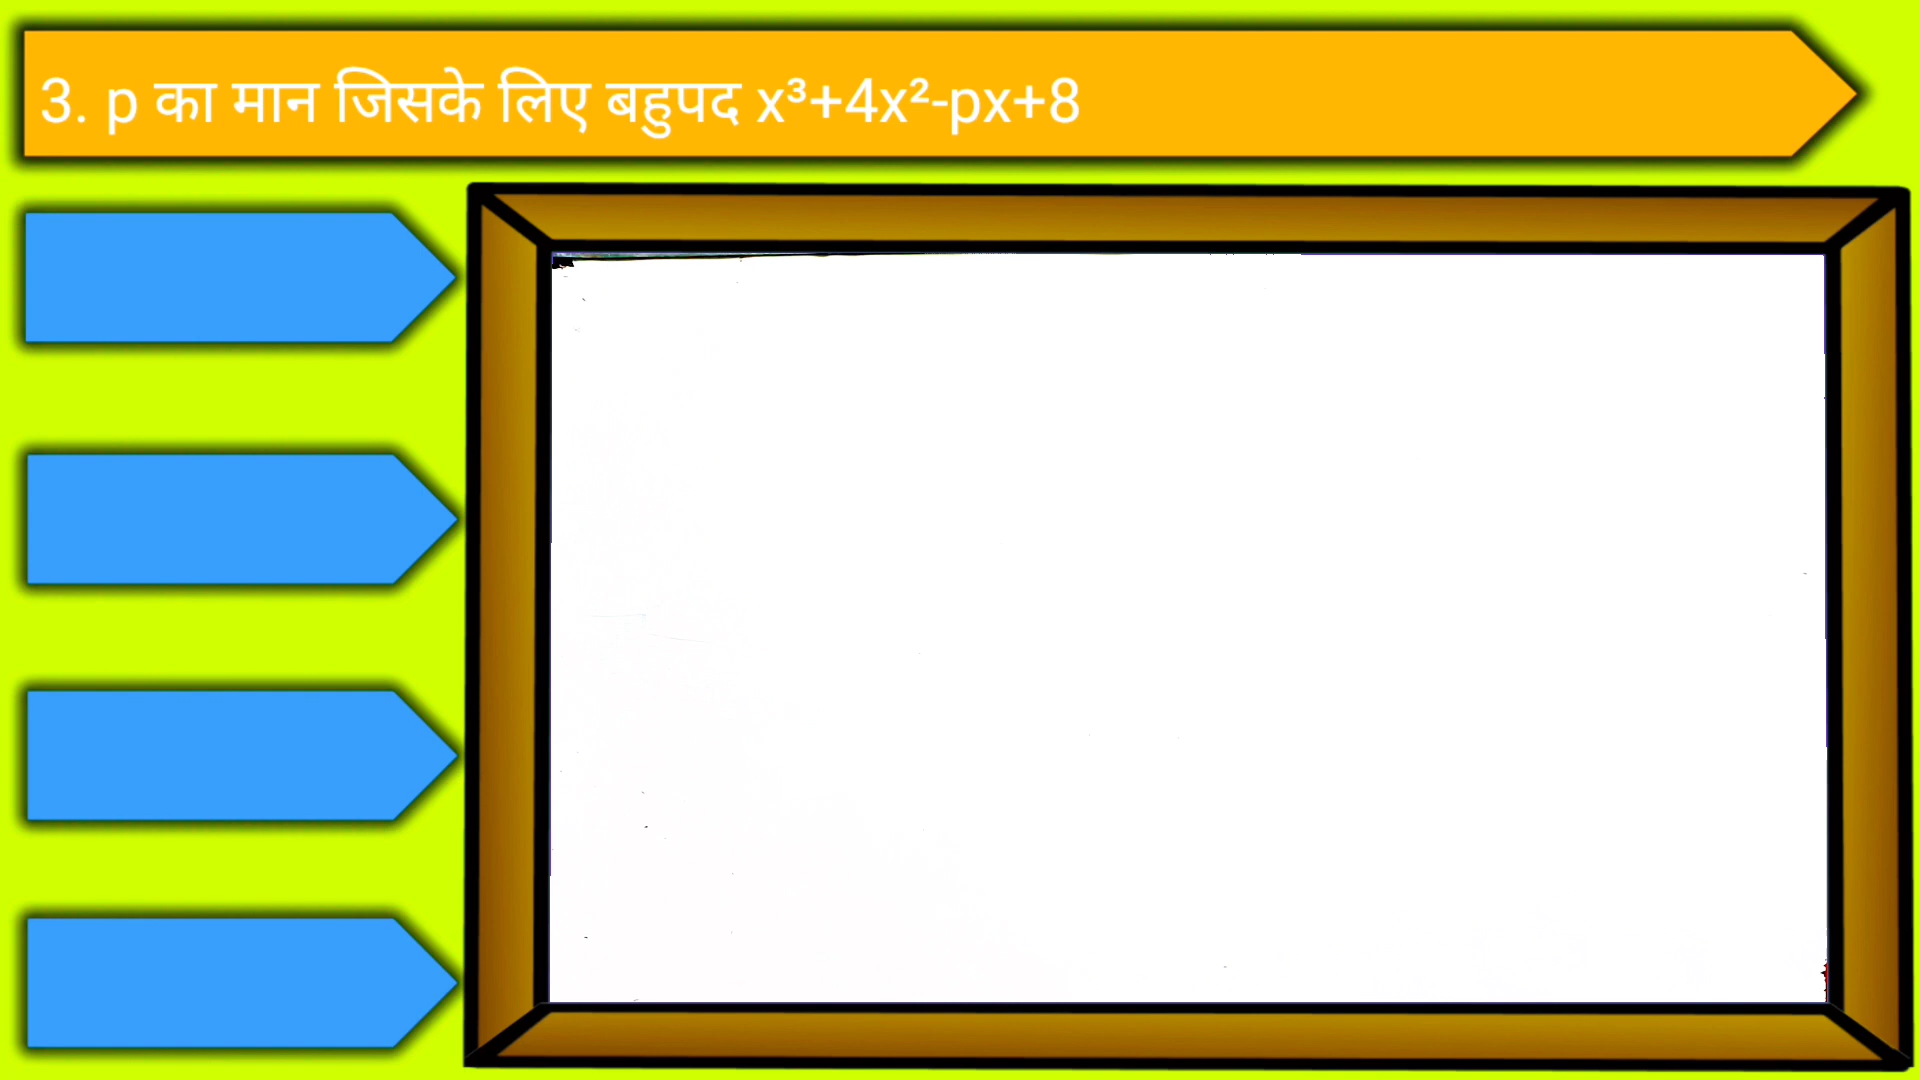 3. p का मान जिसके लिए बहुपद x³+4x²-px+8